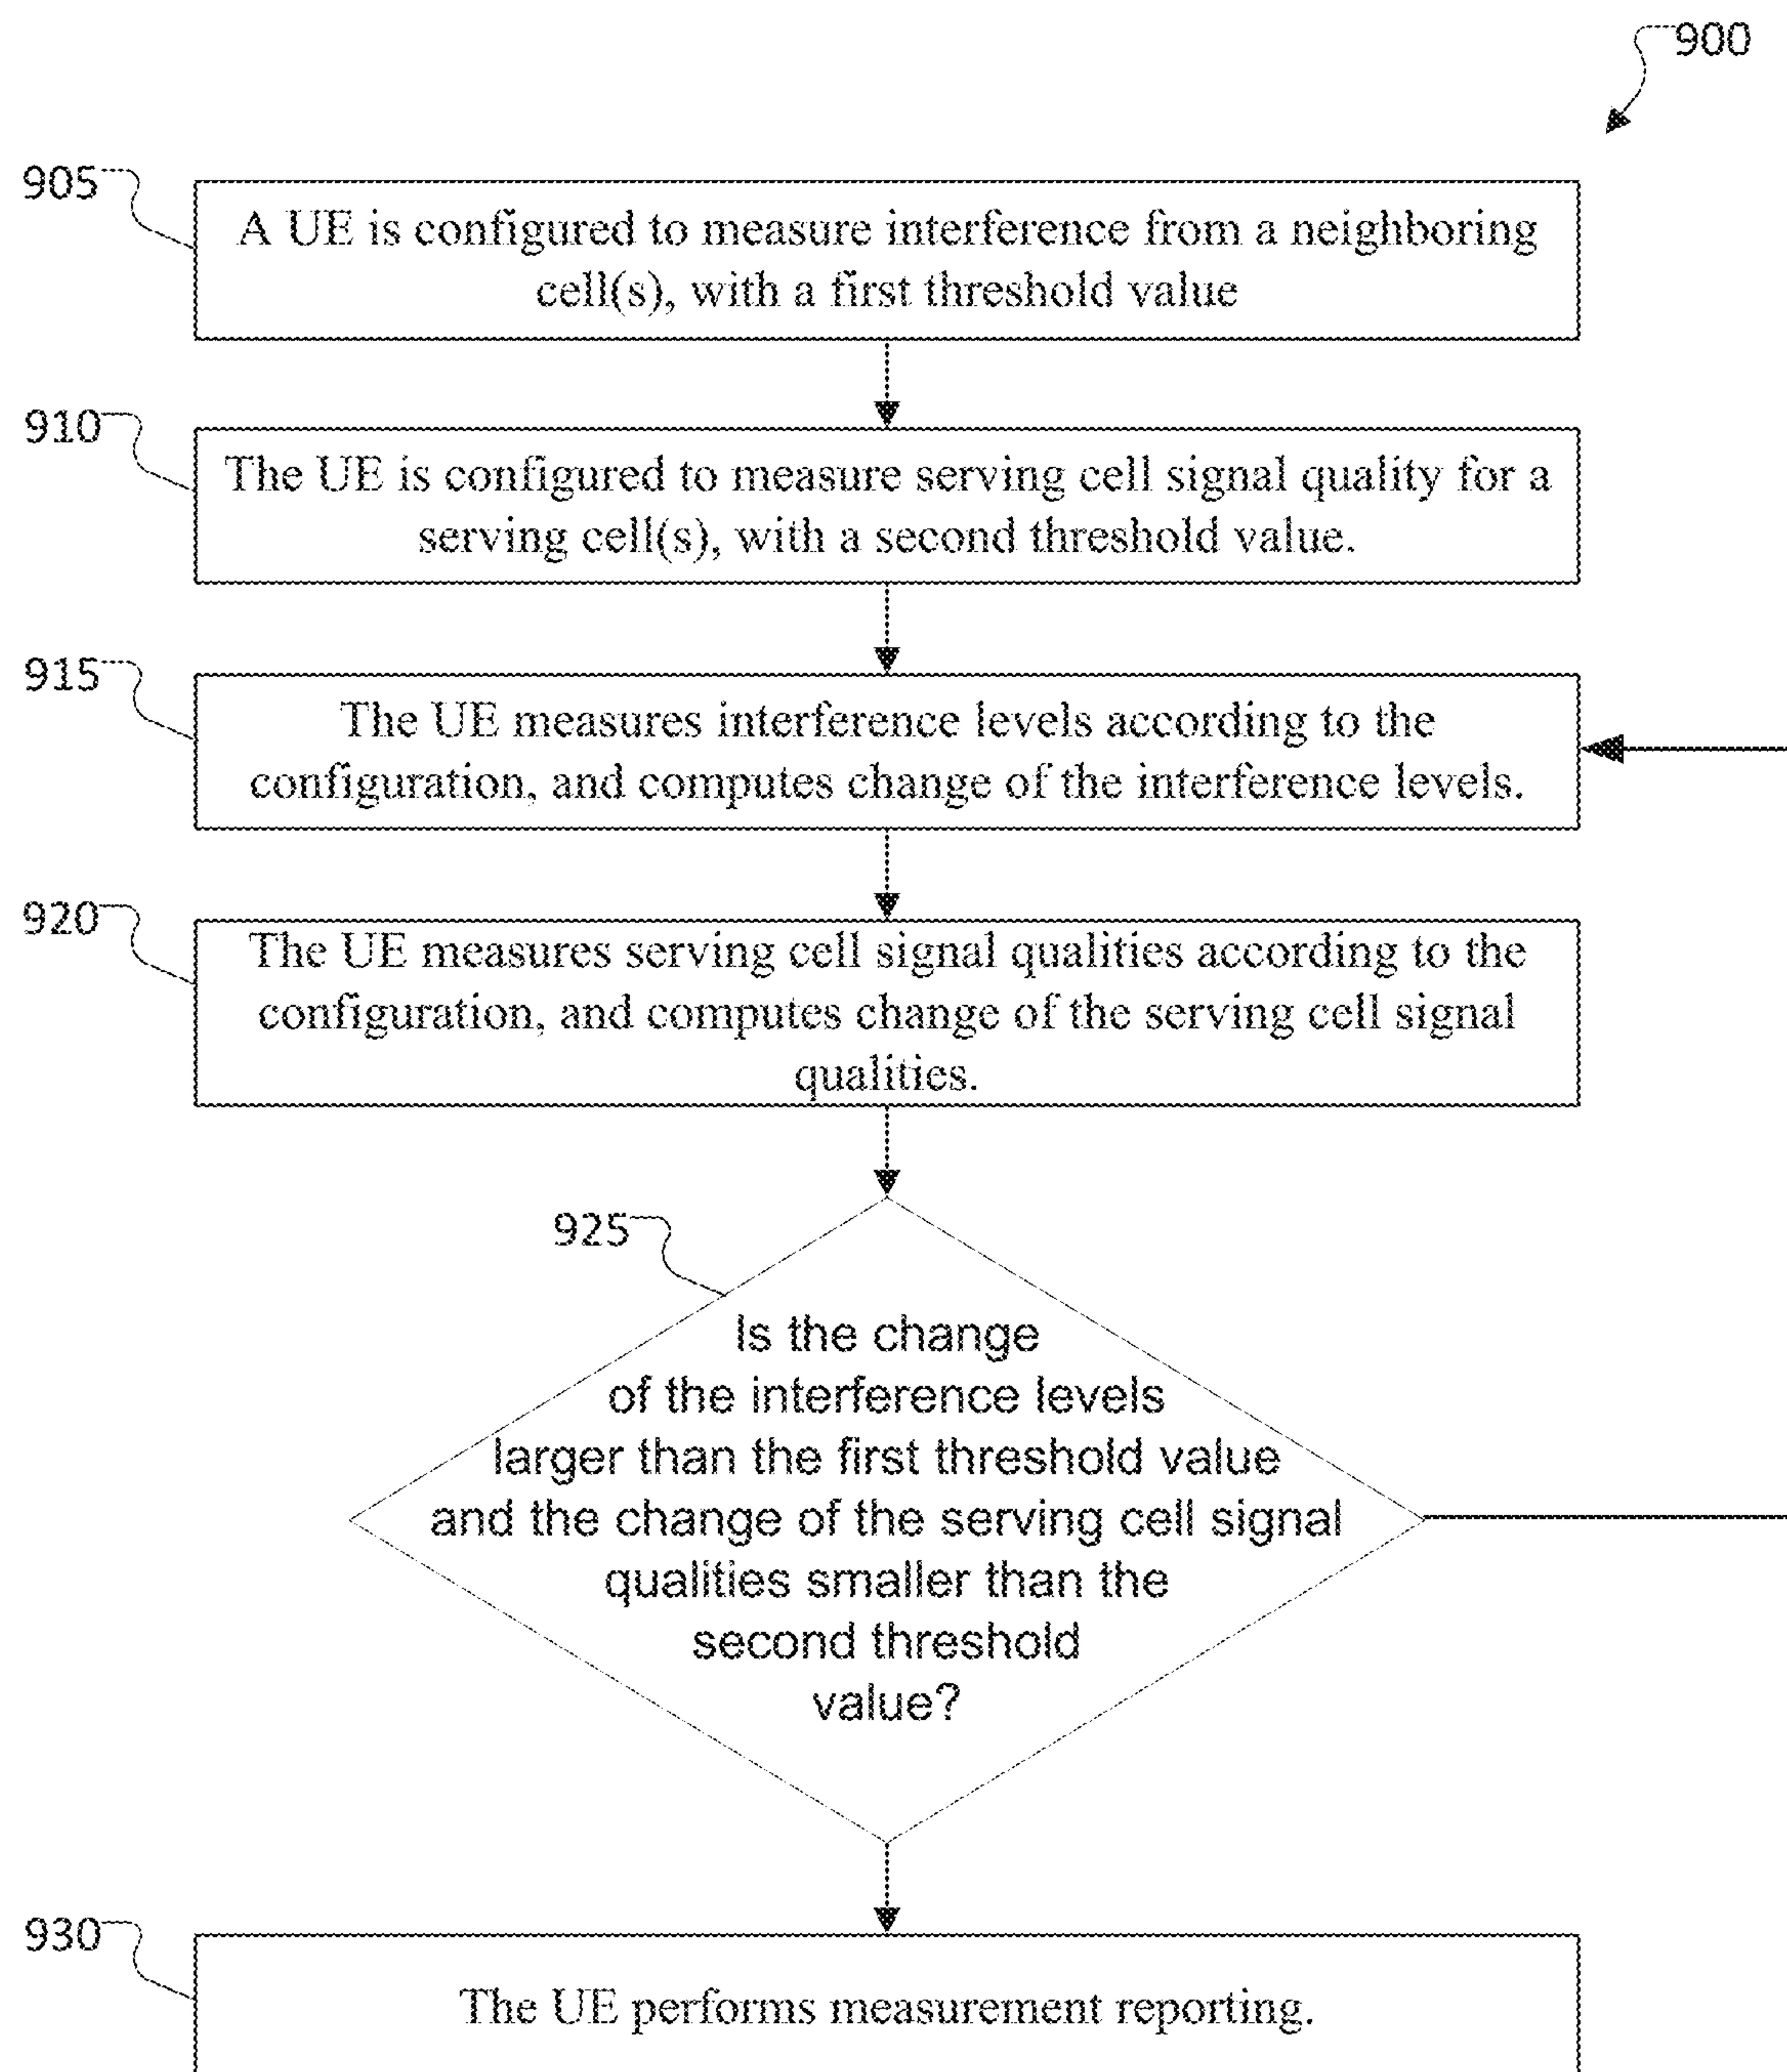 900
905
A UE is configured to measure interference from a neighboring
cell(s), with a first threshold value
910
The UE is configured to measure serving cell signal quality for a
serving cell(s), with a second threshold value.
915
The UE measures interference levels according to the
configuration, and computes change of the interference levels.
920
The UE measures serving cell signal qualities according to the
configuration, and computes change of the serving cell signal
qualities.
925
Is the change
of the interference levels
larger than the first threshold value
and the change of the serving cell signal
qualities smaller than the
second threshold
value?
930
The UE performs measurement reporting.